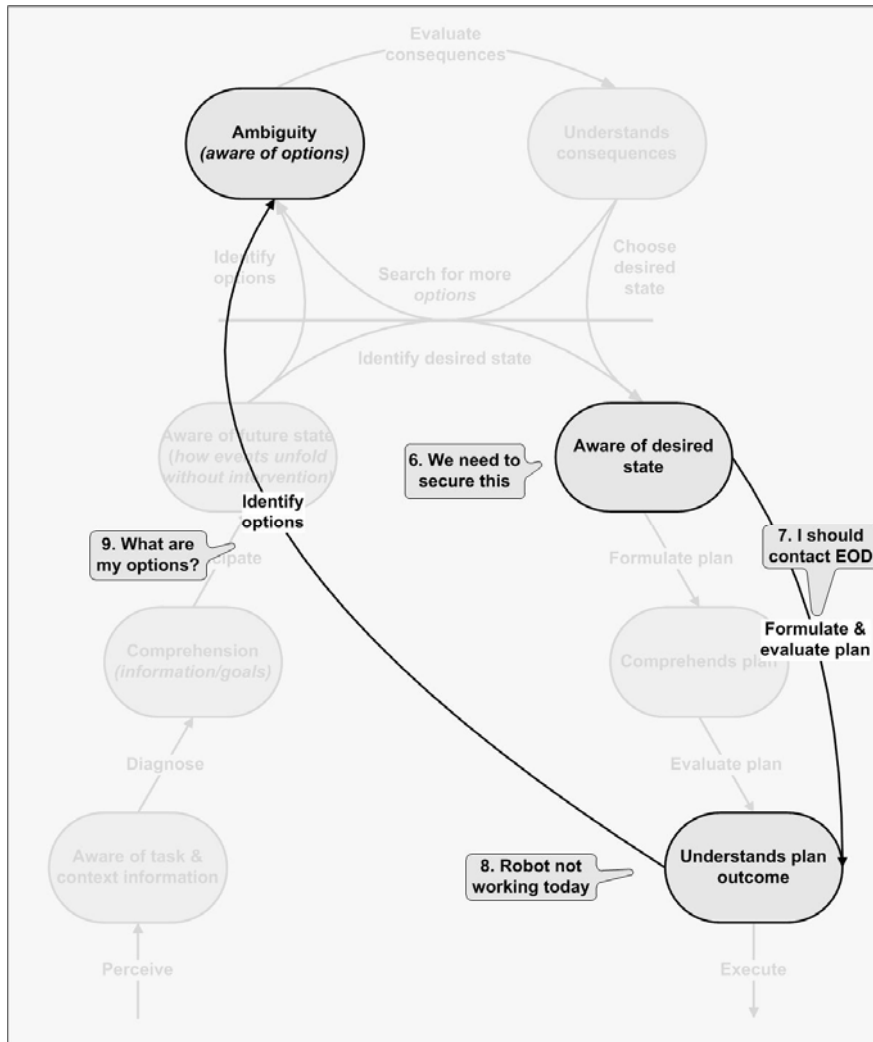 Evaluate
consequences
Ambiguity
(aware of options)
Understands
consequences
Identify
options
Search for more
options
Choose
desired
state
Identify desired state
Aware of future state
(how events unfold
without intervention)
6. We need to
secure this
Aware of desired
state
Identify
options
9. What are
my options?
cipate
Formulate plan
7. I should
contact EOD
Formulate &
evaluate plan
Comprehension
(information/goals)
Comprehends plan
Diagnose
Evaluate plan
Aware of task &
context information
8. Robot not
working today
Understands plan
outcome
Perceive
Execute